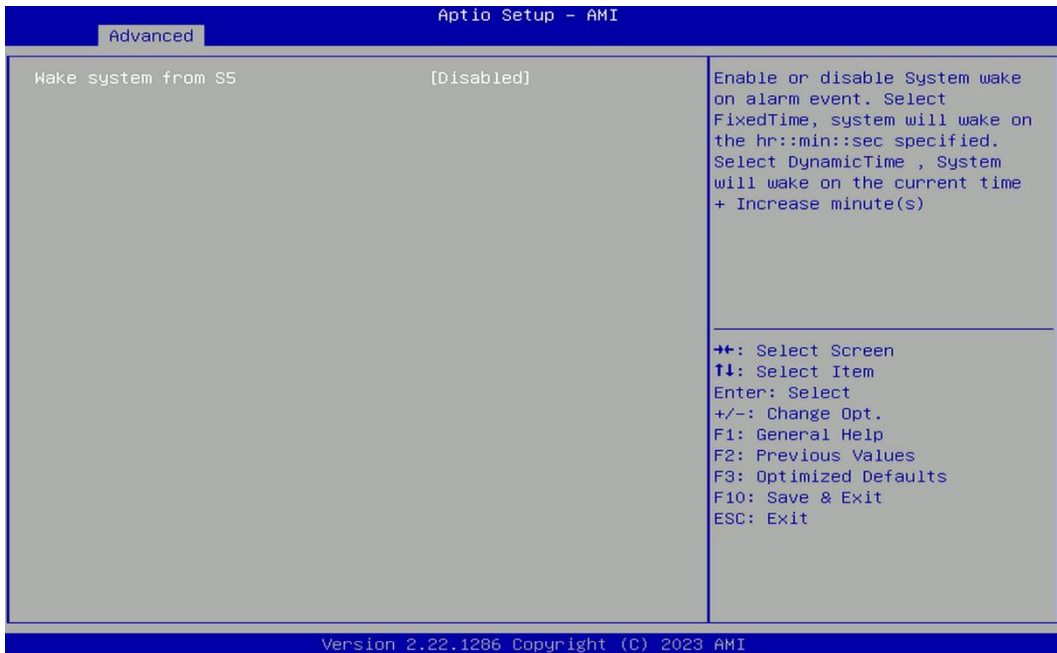 Aptio Setup – AMI
Advanced
Wake system from S5 [Disabled]
Enable or disable System wake
on alarm event. Select
FixedTime, system will wake on
the hr::min::sec specified.
Select DynamicTime , System
will wake on the current time
+ Increase minute(s)
→←: Select Screen
↑↓: Select Item
Enter: Select
+/-: Change Opt.
F1: General Help
F2: Previous Values
F3: Optimized Defaults
F10: Save & Exit
ESC: Exit
Version 2.22.1286 Copyright (C) 2023 AMI